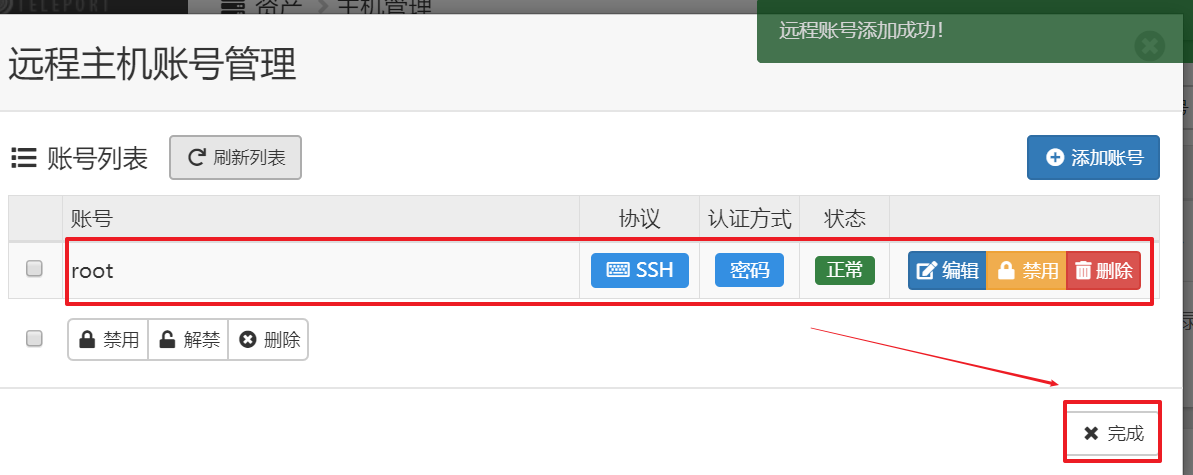 TELEPORT
资产 > 主机管理
远程账号添加成功!
远程主机账号管理
账号列表 刷新列表 添加账号
账号 协议 认证方式 状态
root SSH 密码 正常 编辑 禁用 删除
禁用 解禁 删除
完成